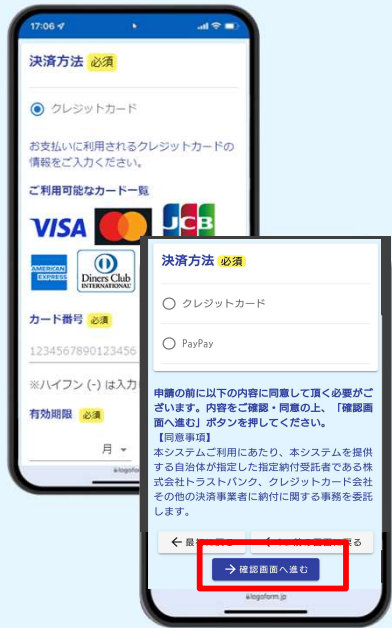 17:06
決済方法 必須
クレジットカード
お支払いに利用されるクレジットカードの
情報をご入力ください。
ご利用可能なカード一覧
VISA
JCB
AMERICAN
EXPRESS
Diners Club
INTERNATIONAL
カード番号 必須
1234567890123456
※ハイフン (-) は入力
有効期限 必須
月
決済方法 必須
クレジットカード
PayPay
申請の前に以下の内容に同意して頂く必要がご
ざいます。内容をご確認・同意の上、「確認画
面へ進む」ボタンを押してください。
【同意事項】
本システムご利用にあたり、本システムを提供
する自治体が指定した指定納付受託者である株
式会社トラストバンク、クレジットカード会社
その他の決済事業者に納付に関する事務を委託
します。
確認画面へ進む
logoform.jp